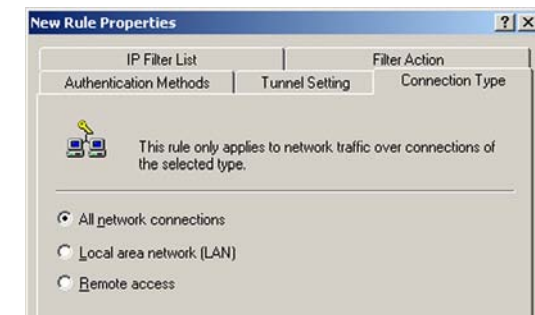 New Rule Properties
IP Filter List
Filter Action
Authentication Methods
Tunnel Setting
Connection Type
This rule only applies to network traffic over connections of
the selected type.
All network connections
Local area network (LAN)
Remote access